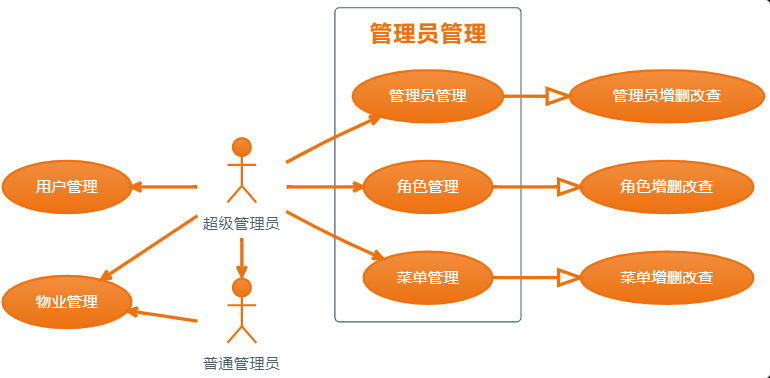 管理员管理
管理员管理
管理员增删改查
用户管理
角色管理
角色增删改查
超级管理员
菜单管理
菜单增删改查
物业管理
普通管理员